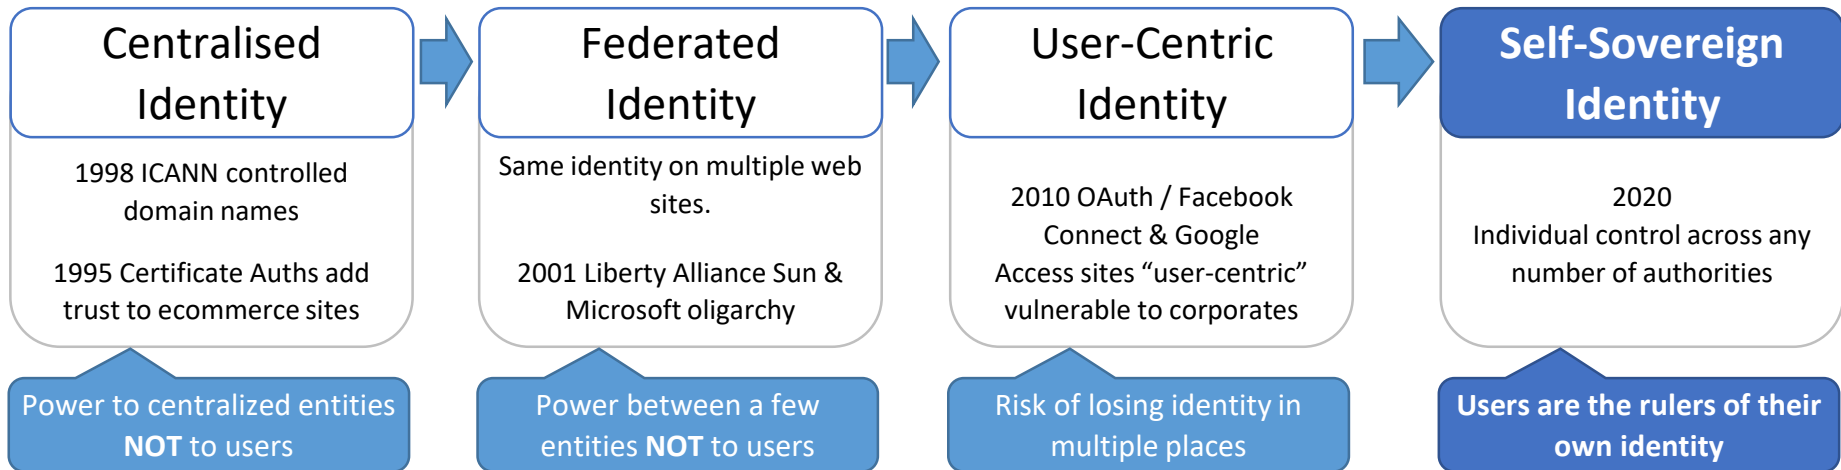 Centralised
Identity
1998 ICANN controlled
domain names
1995 Certificate Auths add
trust to ecommerce sites
Power to centralized entities
NOT to users
Federated
Identity
Same identity on multiple web
sites.
2001 Liberty Alliance Sun &
Microsoft oligarchy
Power between a few
entities NOT to users
User-Centric
Identity
2010 OAuth / Facebook
Connect & Google
Access sites “user-centric”
vulnerable to corporates
Risk of losing identity in
multiple places
Self-Sovereign
Identity
2020
Individual control across any
number of authorities
Users are the rulers of their
own identity